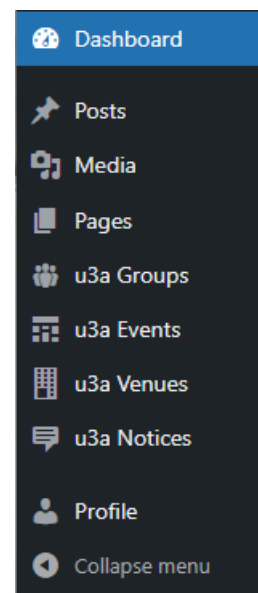 Dashboard
Posts
Media
Pages
u3a Groups
u3a Events
u3a Venues
u3a Notices
Profile
Collapse menu